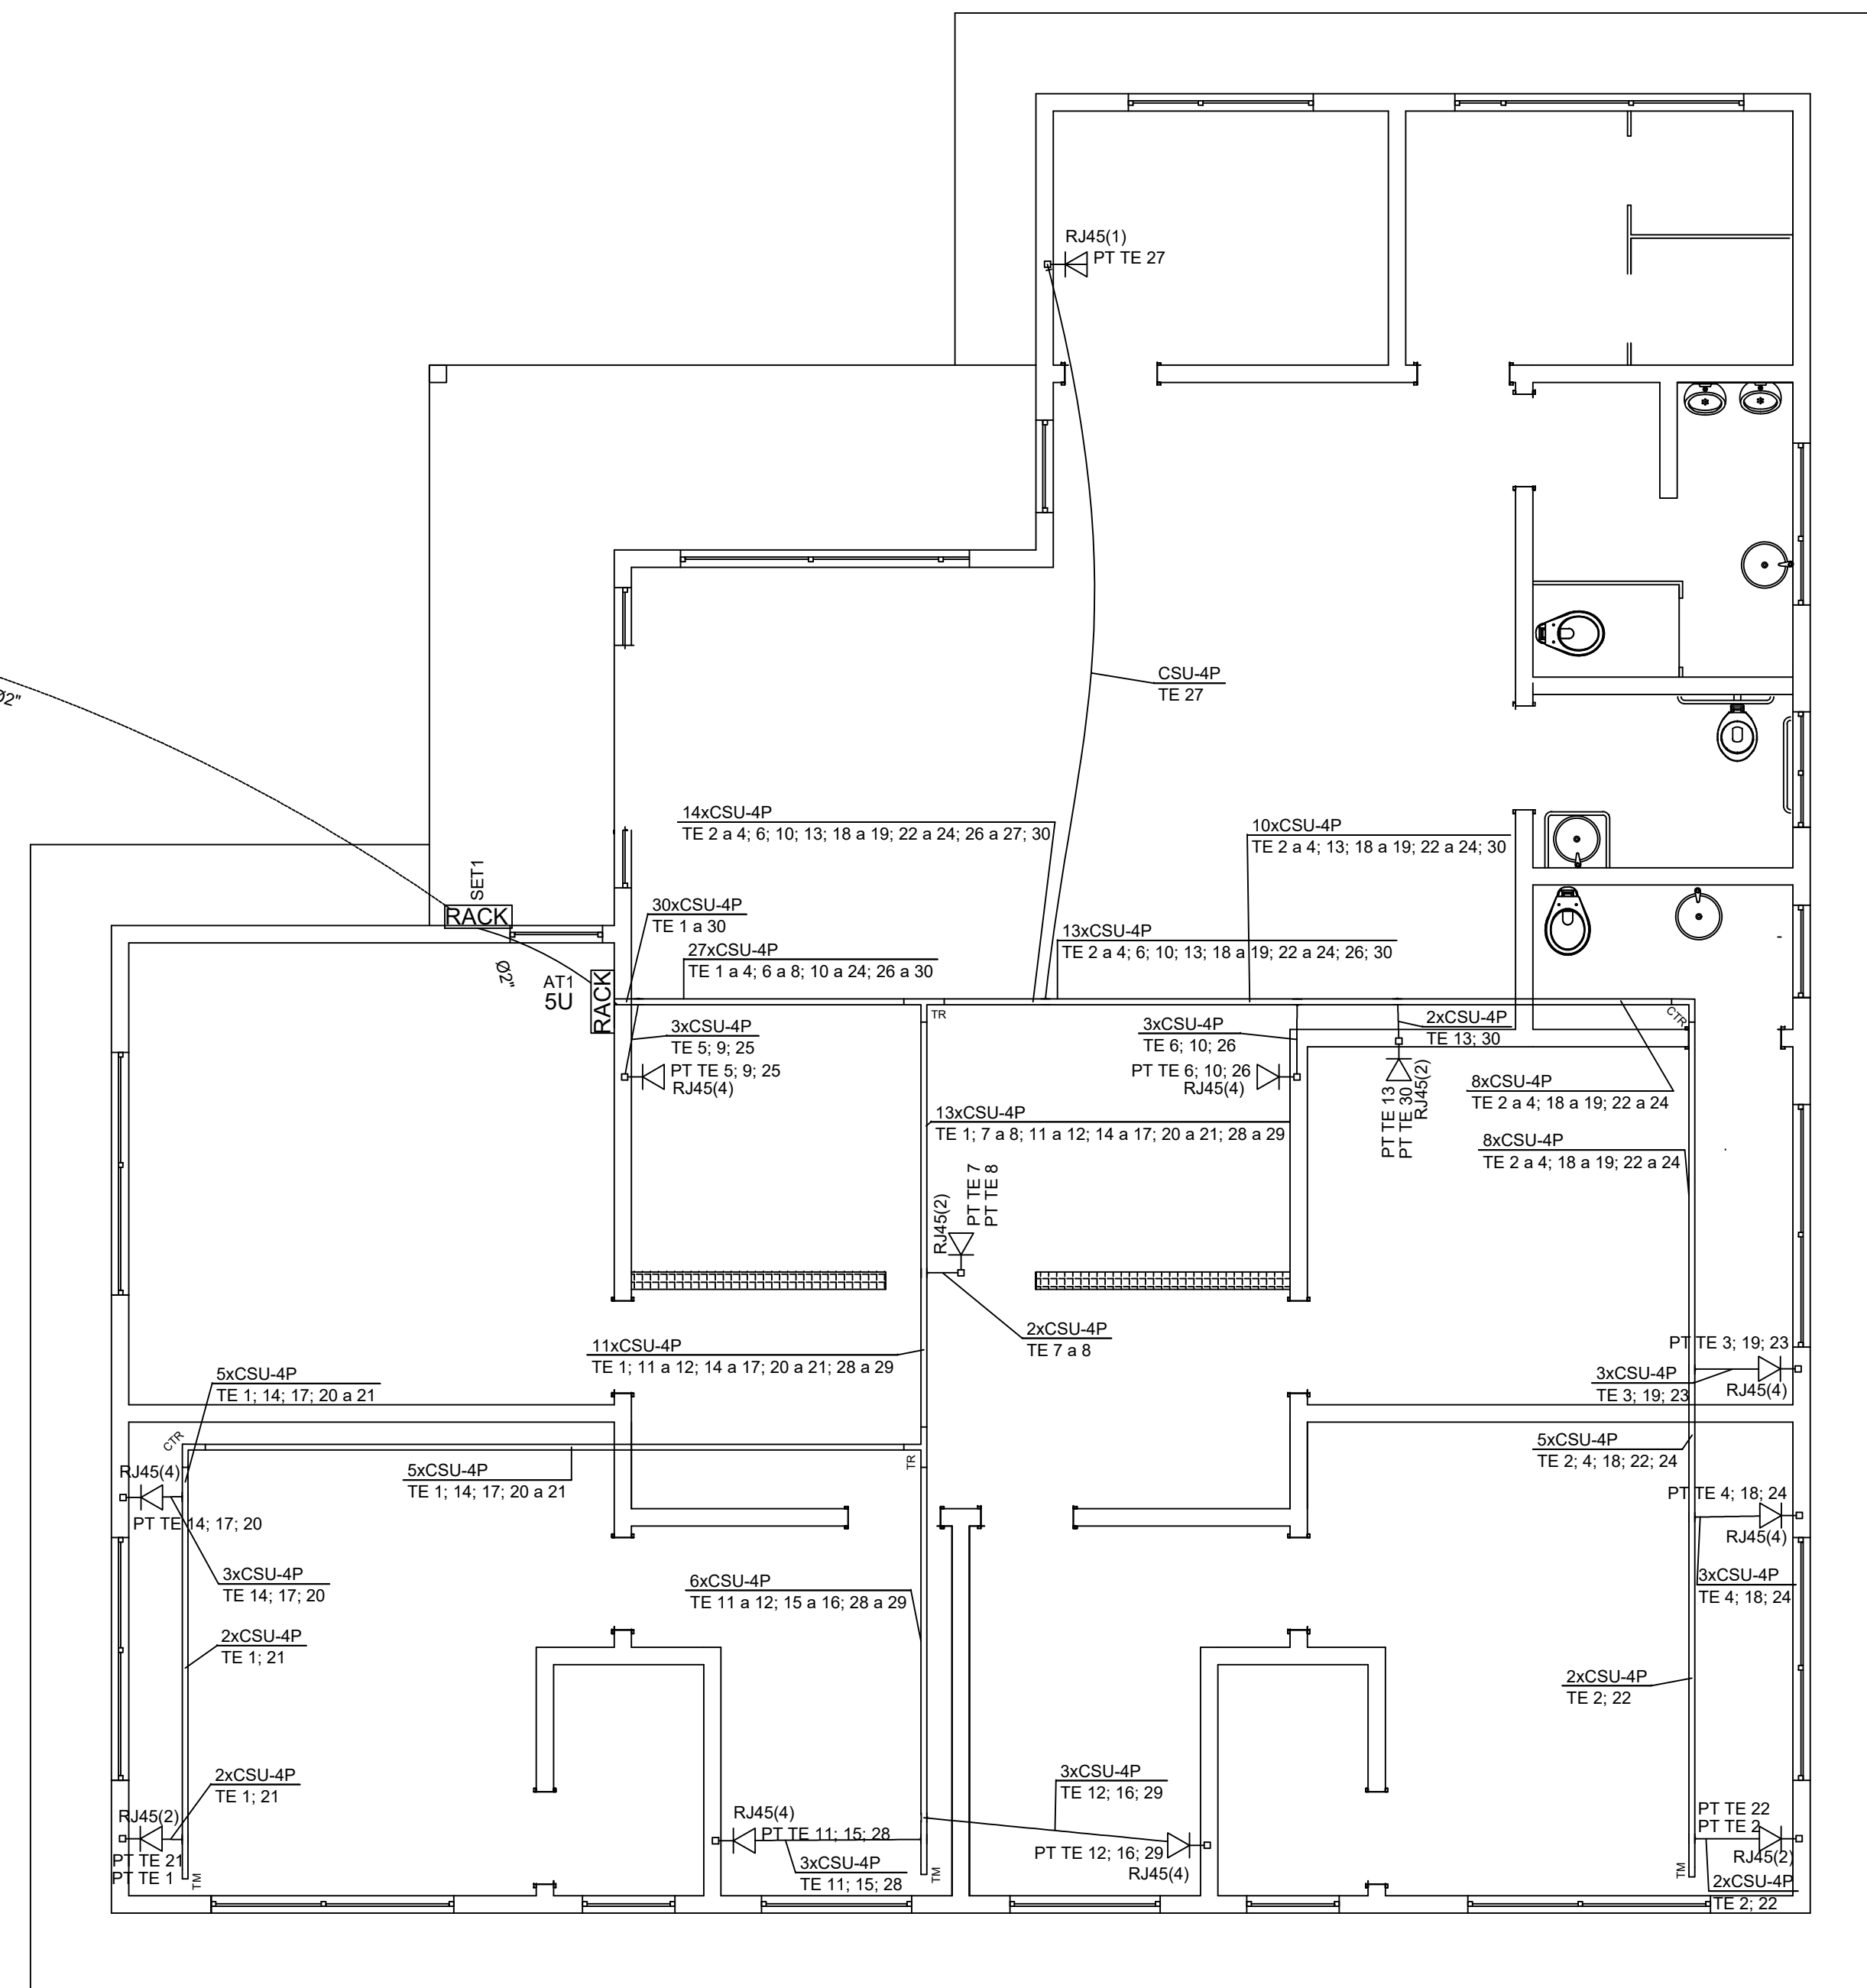 RJ45(1)
PT TE 27
Ø2"
CSU-4P
TE 27
14xCSU-4P
TE 2 a 4; 6; 10; 13; 18 a 19; 22 a 24; 26 a 27; 30
10xCSU-4P
TE 2 a 4; 13; 18 a 19; 22 a 24; 30
SET1
RACK
30xCSU-4P
TE 1 a 30
13xCSU-4P
TE 2 a 4; 6; 10; 13; 18 a 19; 22 a 24; 26; 30
27xCSU-4P
TE 1 a 4; 6 a 8; 10 a 24; 26 a 30
Ø2"
AT1
5U
RACK
TR
CTR
3xCSU-4P
TE 5; 9; 25
PT TE 5; 9; 25
RJ45(4)
3xCSU-4P
TE 6; 10; 26
PT TE 6; 10; 26
RJ45(4)
2xCSU-4P
TE 13; 30
PT TE 13
PT TE 30
RJ45(2)
8xCSU-4P
TE 2 a 4; 18 a 19; 22 a 24
13xCSU-4P
TE 1; 7 a 8; 11 a 12; 14 a 17; 20 a 21; 28 a 29
8xCSU-4P
TE 2 a 4; 18 a 19; 22 a 24
RJ45(2)
PT TE 7
PT TE 8
2xCSU-4P
TE 7 a 8
11xCSU-4P
TE 1; 11 a 12; 14 a 17; 20 a 21; 28 a 29
PT TE 3; 19; 23
3xCSU-4P
TE 3; 19; 23
RJ45(4)
5xCSU-4P
TE 1; 14; 17; 20 a 21
CTR
TR
5xCSU-4P
TE 2; 4; 18; 22; 24
RJ45(4)
PT TE 14; 17; 20
5xCSU-4P
TE 1; 14; 17; 20 a 21
PT TE 4; 18; 24
RJ45(4)
3xCSU-4P
TE 14; 17; 20
6xCSU-4P
TE 11 a 12; 15 a 16; 28 a 29
3xCSU-4P
TE 4; 18; 24
2xCSU-4P
TE 1; 21
2xCSU-4P
TE 2; 22
2xCSU-4P
TE 1; 21
3xCSU-4P
TE 12; 16; 29
RJ45(2)
PT TE 21
PT TE 1
TM
RJ45(4)
PT TE 11; 15; 28
3xCSU-4P
TE 11; 15; 28
TM
PT TE 12; 16; 29
RJ45(4)
PT TE 22
PT TE 2
RJ45(2)
TM
2xCSU-4P
TE 2; 22